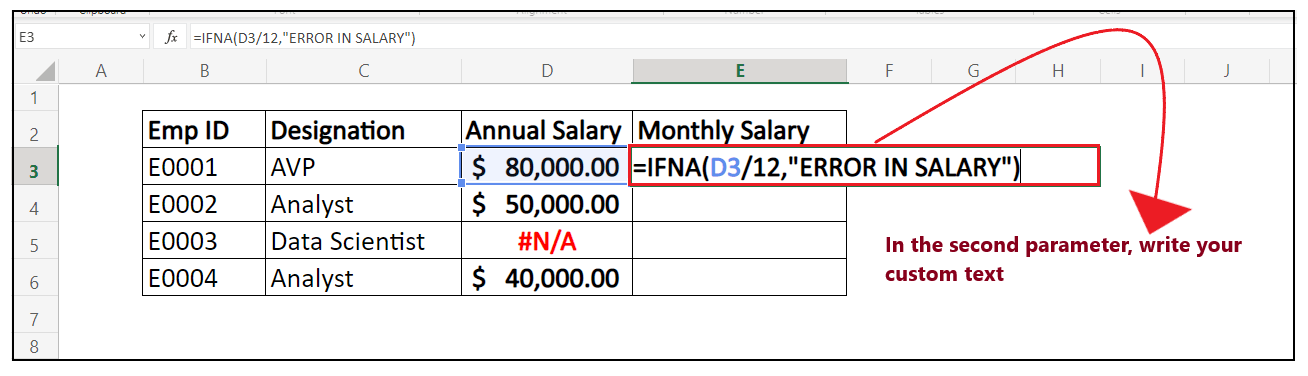 E3 fx =IFNA(D3/12,"ERROR IN SALARY")
A B C D E F G H I J
1
2 Emp ID Designation Annual Salary Monthly Salary
3 E0001 AVP $ 80,000.00 =IFNA(D3/12,"ERROR IN SALARY")
4 E0002 Analyst $ 50,000.00
5 E0003 Data Scientist #N/A
6 E0004 Analyst $ 40,000.00
In the second parameter, write your
custom text
7
8